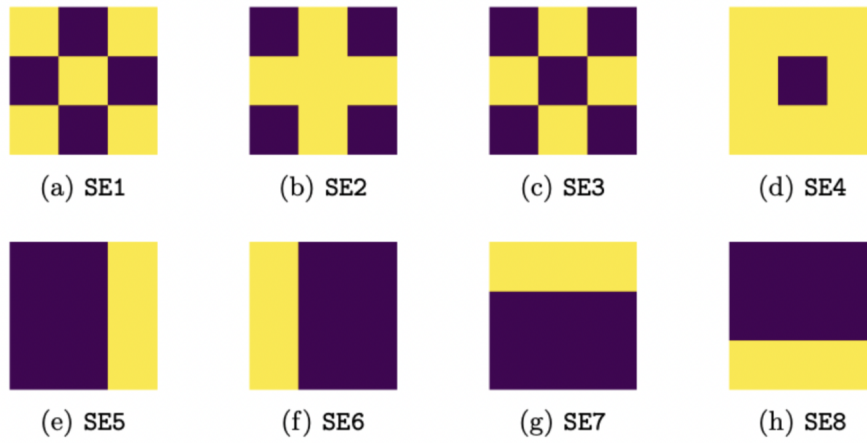 (a) SE1
(b) SE2
(c) SE3
(d) SE4
(e) SE5
(f) SE6
(g) SE7
(h) SE8